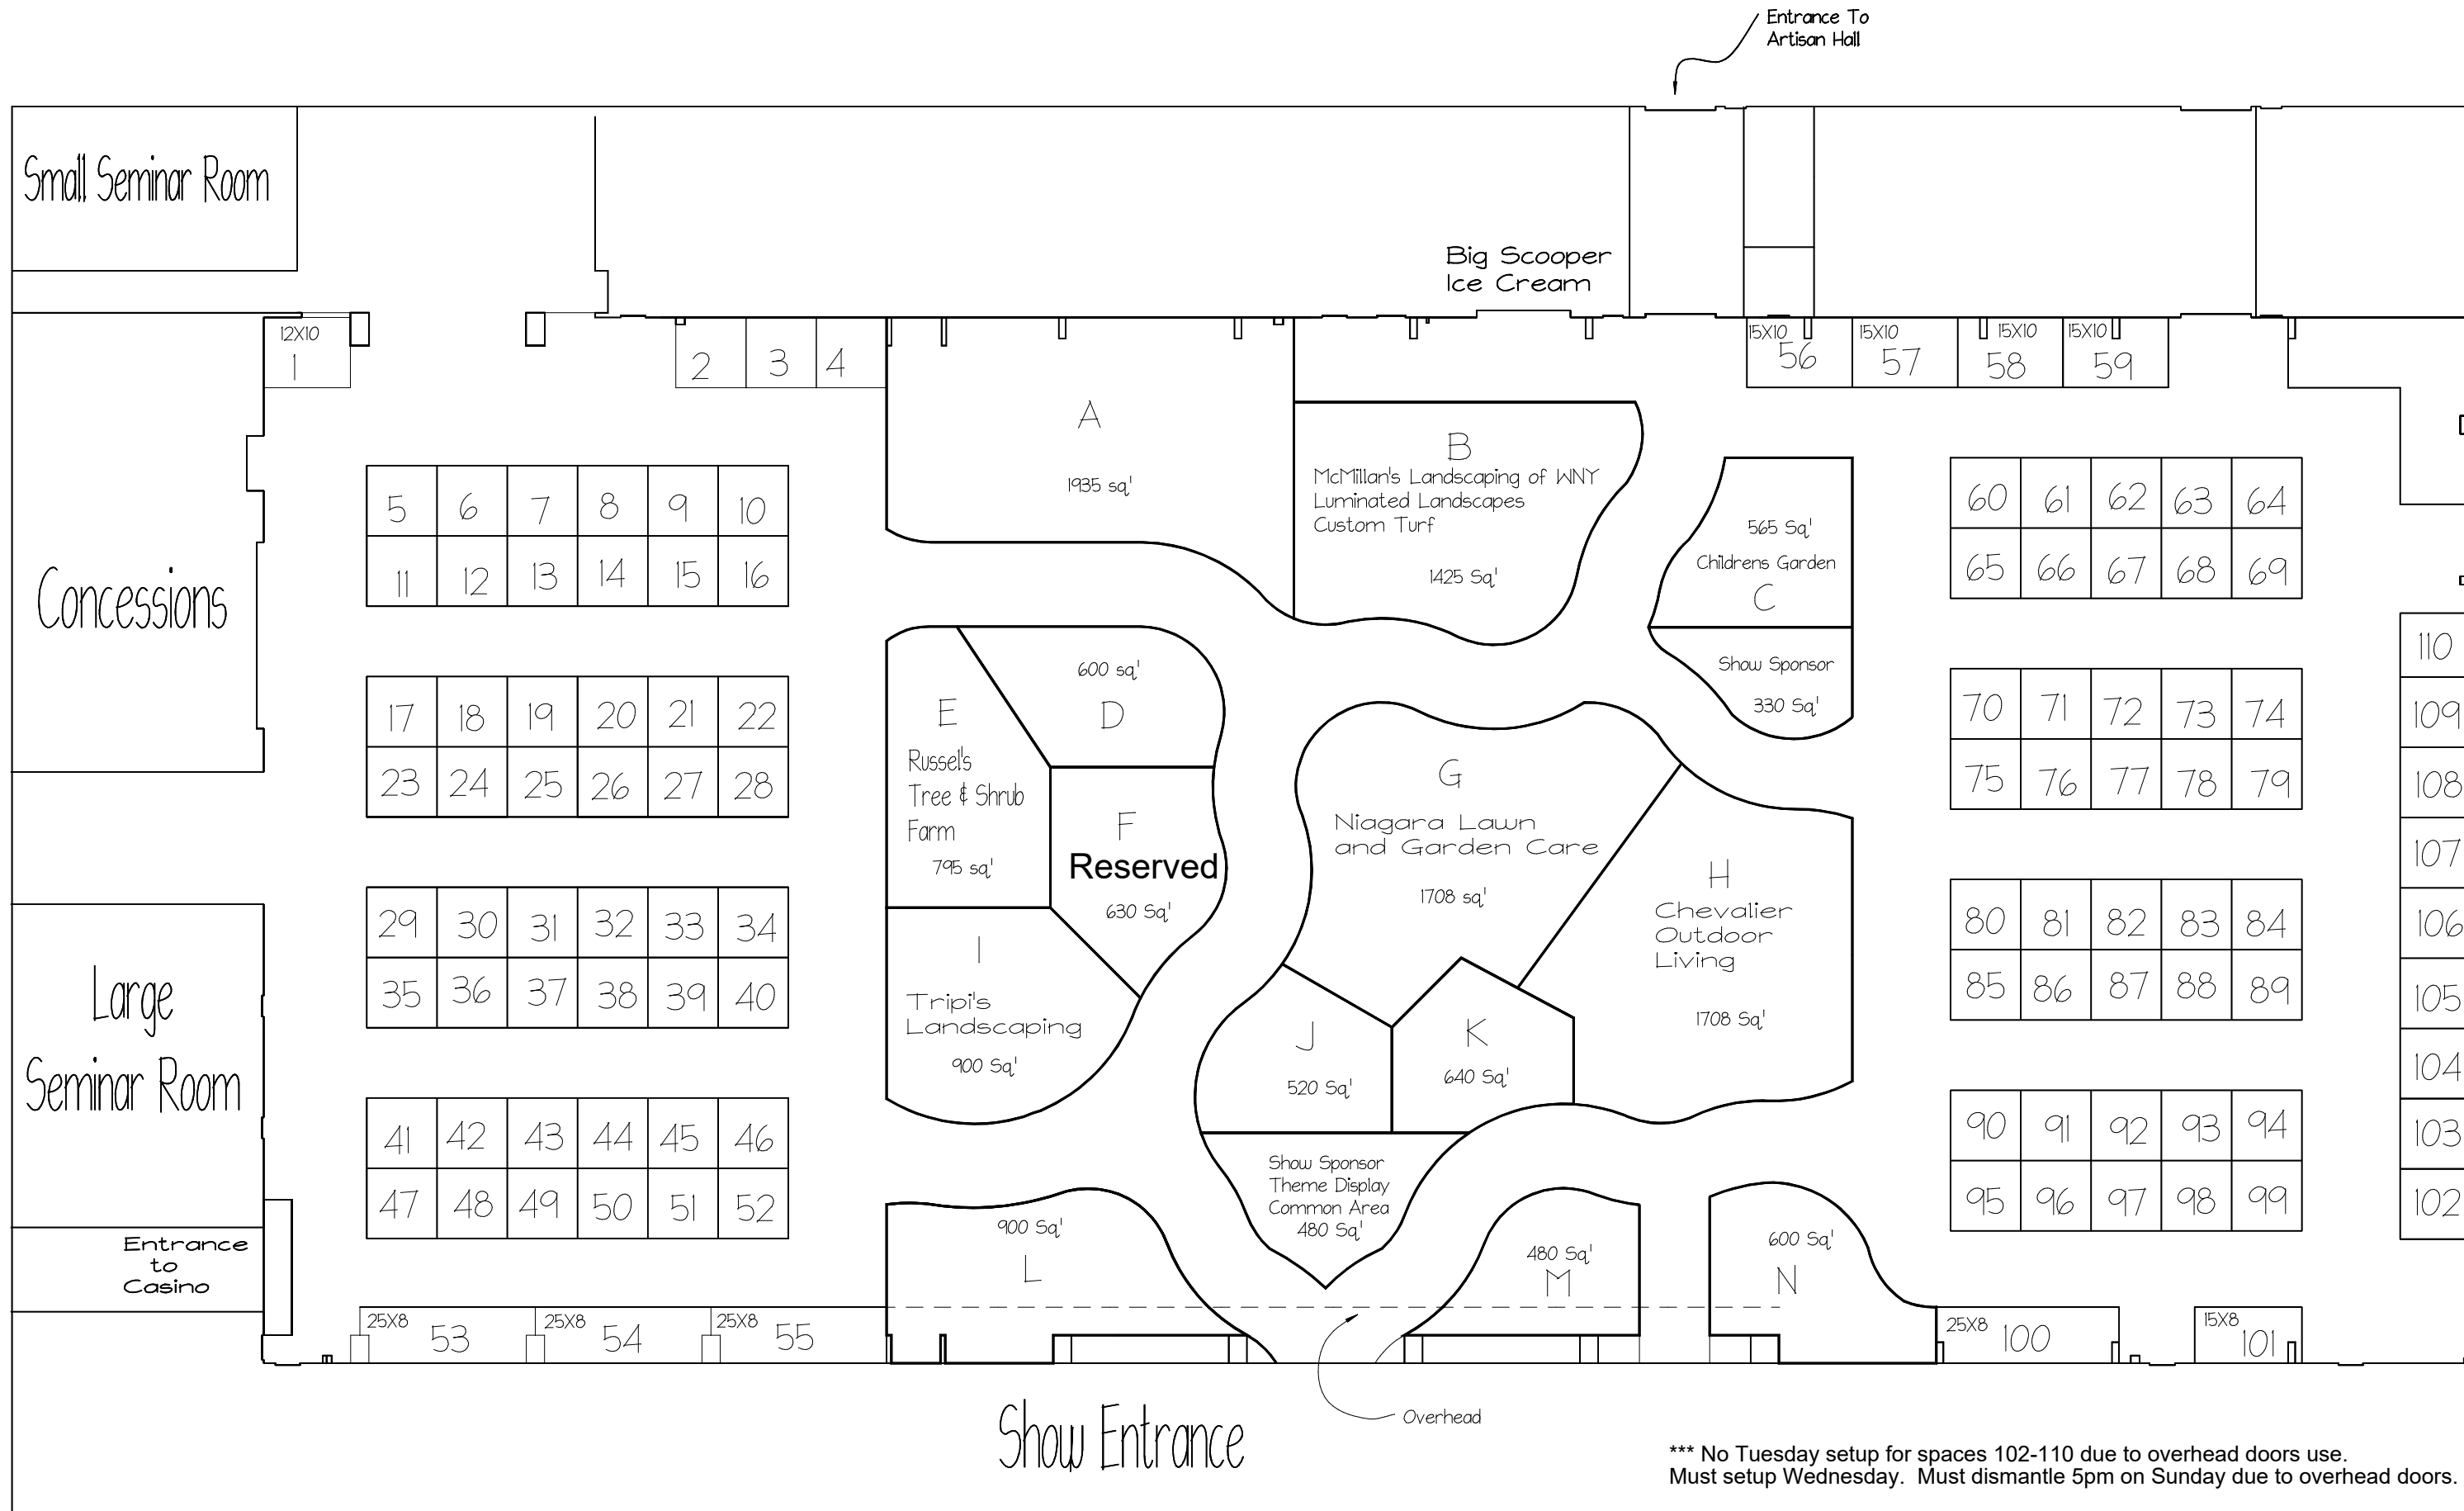 Entrance To
Artisan Hall
Small Seminar Room
Big Scooper
Ice Cream
12X10
1
2 3 4
15X10
56
15X10
57
15X10
58
15X10
59
A
1935 sq'
B
McMillan's Landscaping of WNY
Luminated Landscapes
Custom Turf
1425 Sq'
565 Sq'
Childrens Garden
C
Show Sponsor
330 Sq'
Concessions
5 6 7 8 9 10
11 12 13 14 15 16
17 18 19 20 21 22
23 24 25 26 27 28
29 30 31 32 33 34
35 36 37 38 39 40
41 42 43 44 45 46
47 48 49 50 51 52
600 sq'
D
E
Russel's
Tree & Shrub
Farm
795 sq'
F
Reserved
630 Sq'
G
Niagara Lawn
and Garden Care
1708 sq'
H
Chevalier
Outdoor
Living
1708 Sq'
I
Tripi's
Landscaping
900 Sq'
J
520 Sq'
K
640 Sq'
Show Sponsor
Theme Display
Common Area
480 Sq'
900 Sq'
L
480 Sq'
M
600 Sq'
N
60 61 62 63 64
65 66 67 68 69
70 71 72 73 74
75 76 77 78 79
80 81 82 83 84
85 86 87 88 89
90 91 92 93 94
95 96 97 98 99
110
109
108
107
106
105
104
103
102
Large
Seminar Room
Entrance
to
Casino
25X8
53
25X8
54
25X8
55
25X8
100
15X8
101
Show Entrance
Overhead
*** No Tuesday setup for spaces 102-110 due to overhead doors use.
Must setup Wednesday. Must dismantle 5pm on Sunday due to overhead doors.